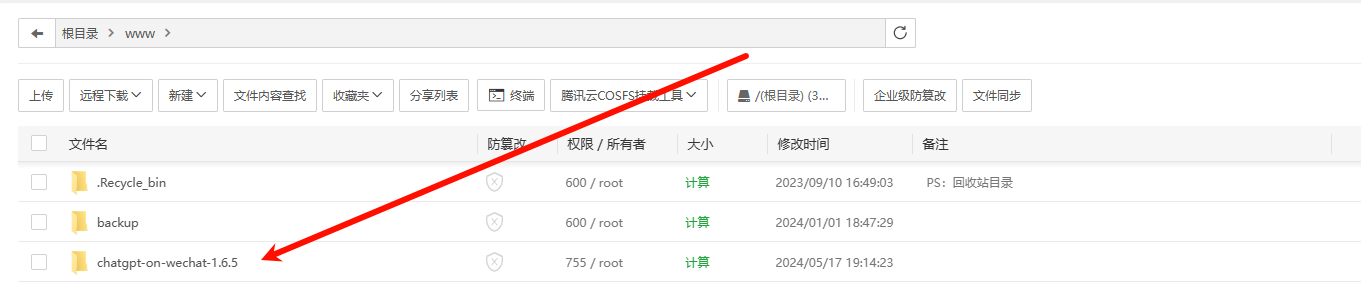 根目录 > www >
上传 远程下载 新建 文件内容查找 收藏夹 分享列表 终端 腾讯云COSFS挂载工具 /(根目录) (3... 企业级防篡改 文件同步
文件名 防篡改 权限 / 所有者 大小 修改时间 备注
.Recycle_bin 600 / root 计算 2023/09/10 16:49:03 PS：回收站目录
backup 600 / root 计算 2024/01/01 18:47:29
chatgpt-on-wechat-1.6.5 755 / root 计算 2024/05/17 19:14:23